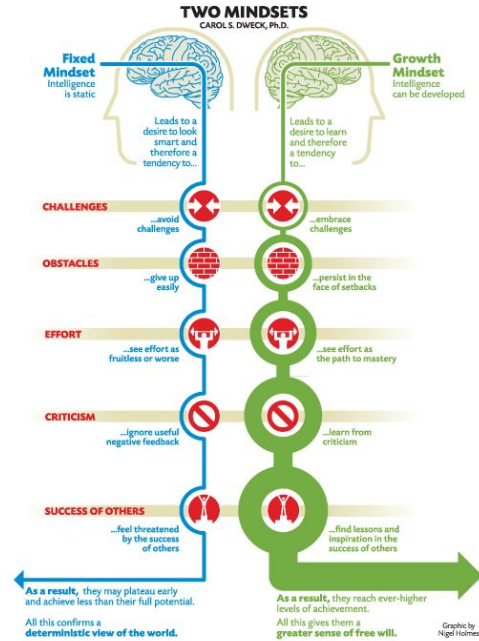 TWO MINDSETS
CAROL S. DWECK, Ph.D.
Fixed
Mindset
Intelligence
is static
Growth
Mindset
Intelligence
can be developed
Leads to a
desire to look
smart and
therefore a
tendency to...
Leads to a
desire to learn
and therefore
a tendency
to...
CHALLENGES
...avoid
challenges
...embrace
challenges
OBSTACLES
...give up
easily
...persist in the
face of setbacks
EFFORT
...see effort as
fruitless or worse
...see effort as
the path to mastery
CRITICISM
...ignore useful
negative feedback
...learn from
criticism
SUCCESS OF OTHERS
...feel threatened
by the success
of others
...find lessons and
inspiration in the
success of others
As a result, they may plateau early
and achieve less than their full potential.
All this confirms a
deterministic view of the world.
As a result, they reach ever-higher
levels of achievement.
All this gives them a
greater sense of free will.
Graphic by
Nigel Holmes